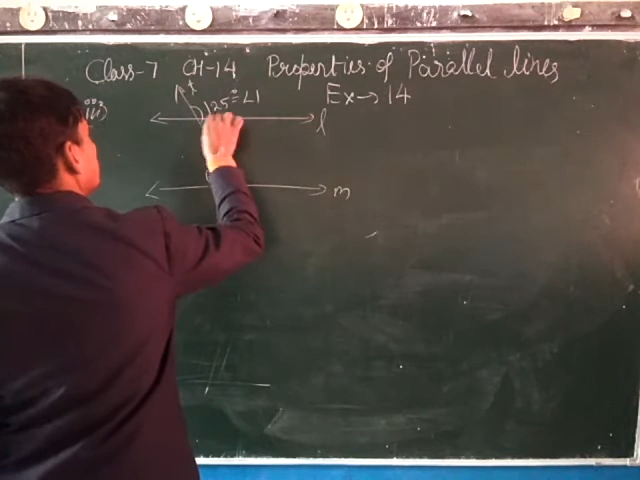 Class-7 CH-14 Properties of Parallel lines
Ex→14
(iii)
t
125°=∠1
l
m